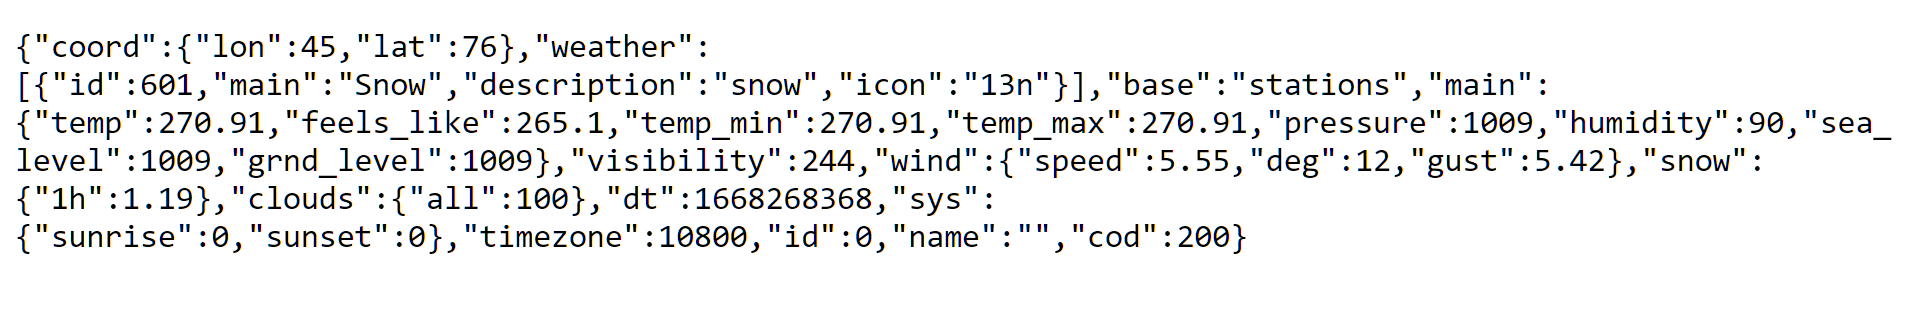 {"coord":{"lon":45,"lat":76},"weather":
[{"id":601,"main":"Snow","description":"snow","icon":"13n"}],"base":"stations","main":
{"temp":270.91,"feels_like":265.1,"temp_min":270.91,"temp_max":270.91,"pressure":1009,"humidity":90,"sea_
level":1009,"grnd_level":1009},"visibility":244,"wind":{"speed":5.55,"deg":12,"gust":5.42},"snow":
{"1h":1.19},"clouds":{"all":100},"dt":1668268368,"sys":
{"sunrise":0,"sunset":0},"timezone":10800,"id":0,"name":"","cod":200}